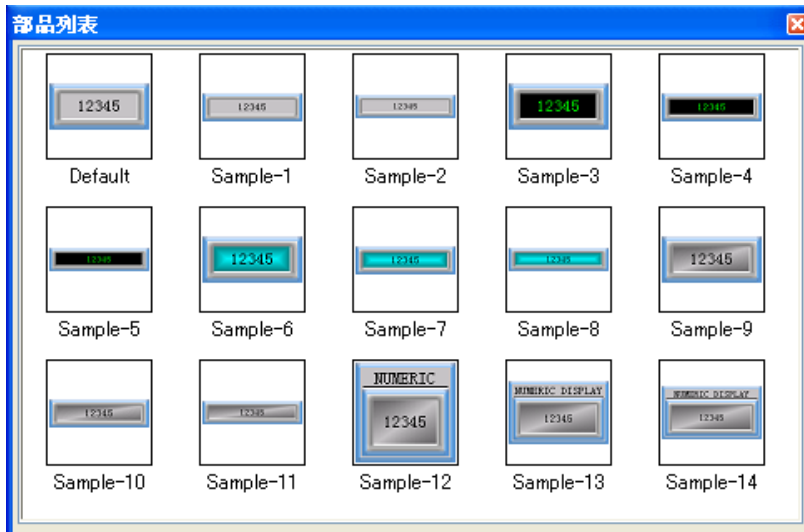 部品列表
12345 12345 12345 12345 12345
Default Sample-1 Sample-2 Sample-3 Sample-4
12345 12345 12345 12345 12345
Sample-5 Sample-6 Sample-7 Sample-8 Sample-9
NUMERIC NUMERIC DISPLAY NUMERIC DISPLAY
12345 12345 12345 12345 12345
Sample-10 Sample-11 Sample-12 Sample-13 Sample-14